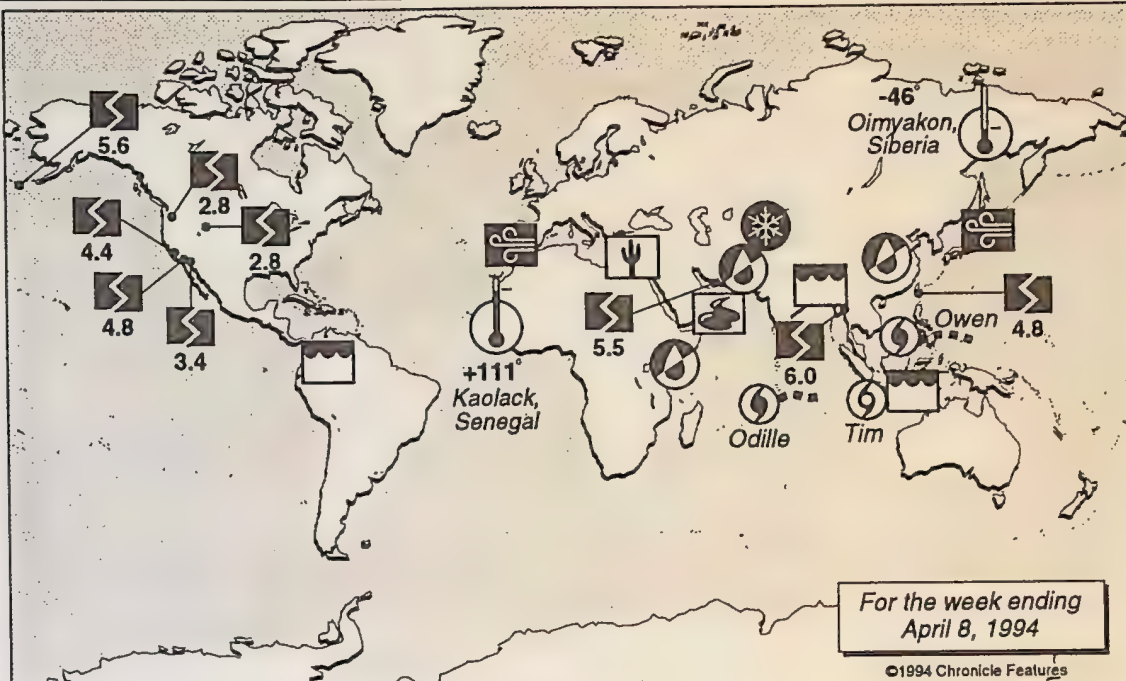 5.6
2.8
4.4
2.8
4.8
3.4
+111°
Kaolack,
Senegal
5.5
6.0
Odille
Tim
Owen
4.8
-46°
Oimyakon,
Siberia
For the week ending
April 8, 1994
©1994 Chronicle Features